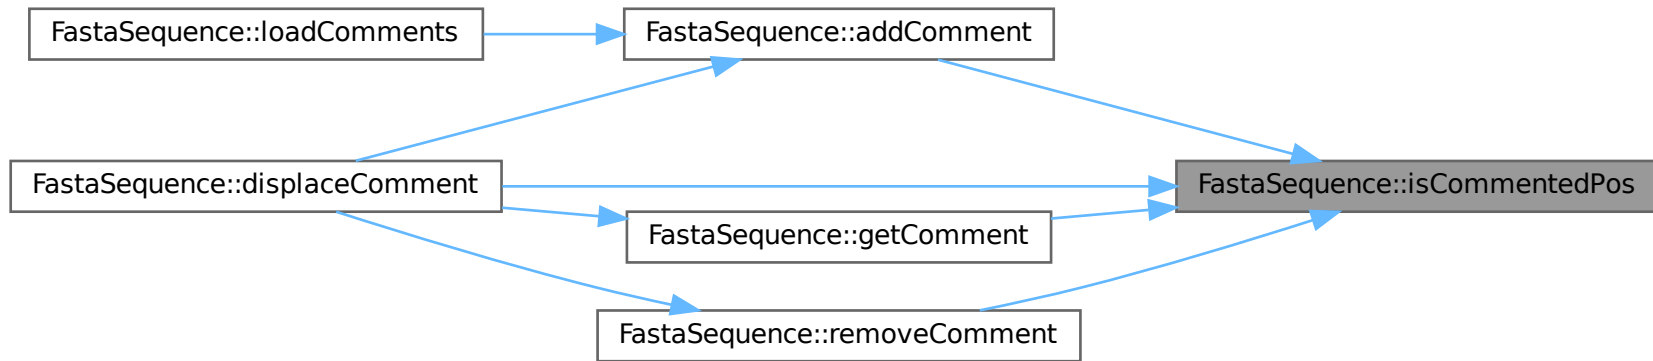 FastaSequence::loadComments
FastaSequence::addComment
FastaSequence::displaceComment
FastaSequence::isCommentedPos
FastaSequence::getComment
FastaSequence::removeComment